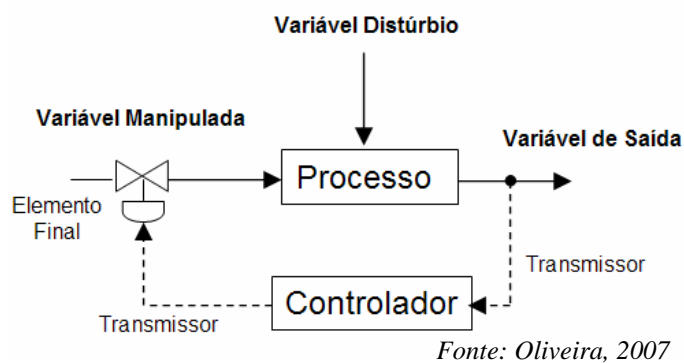 Variável Distúrbio
Variável Manipulada
Variável de Saída
Processo
Elemento
Final
Transmissor
Controlador
Transmissor
Fonte: Oliveira, 2007